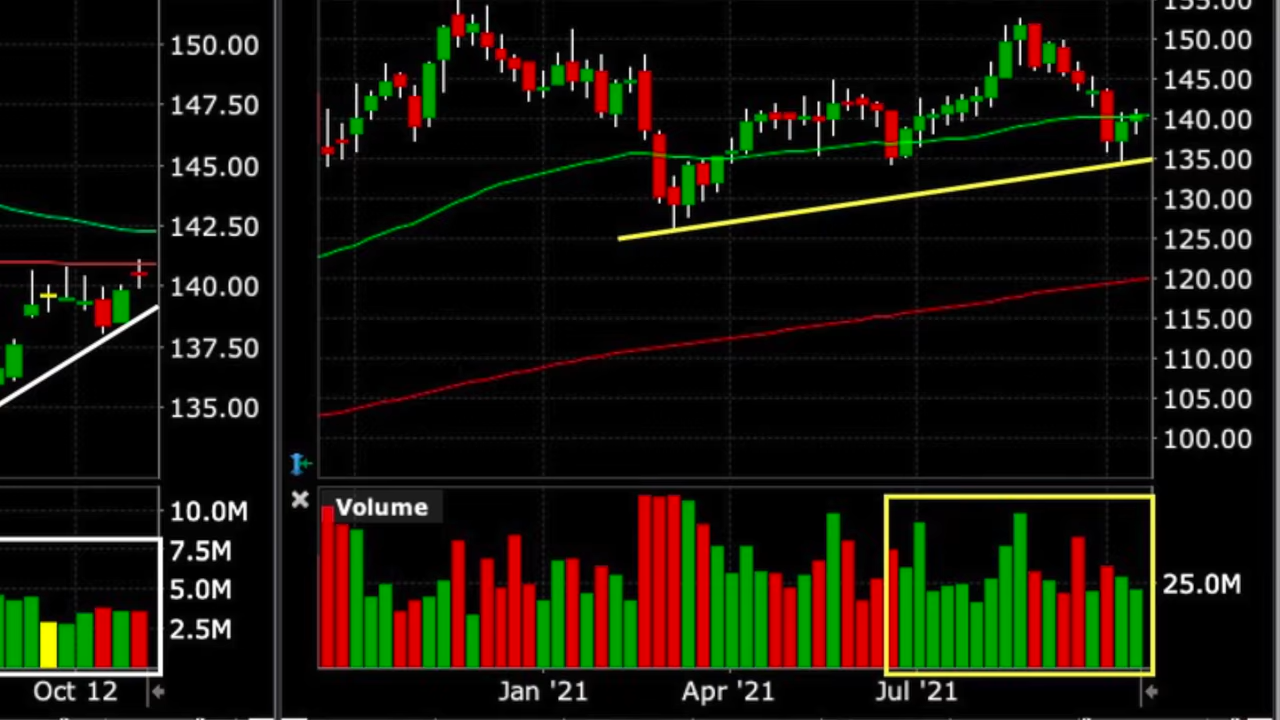 150.00
147.50
145.00
142.50
140.00
137.50
135.00
10.0M
7.5M
5.0M
2.5M
Oct 12
155.00
150.00
145.00
140.00
135.00
130.00
125.00
120.00
115.00
110.00
105.00
100.00
Volume
25.0M
Jan '21
Apr '21
Jul '21